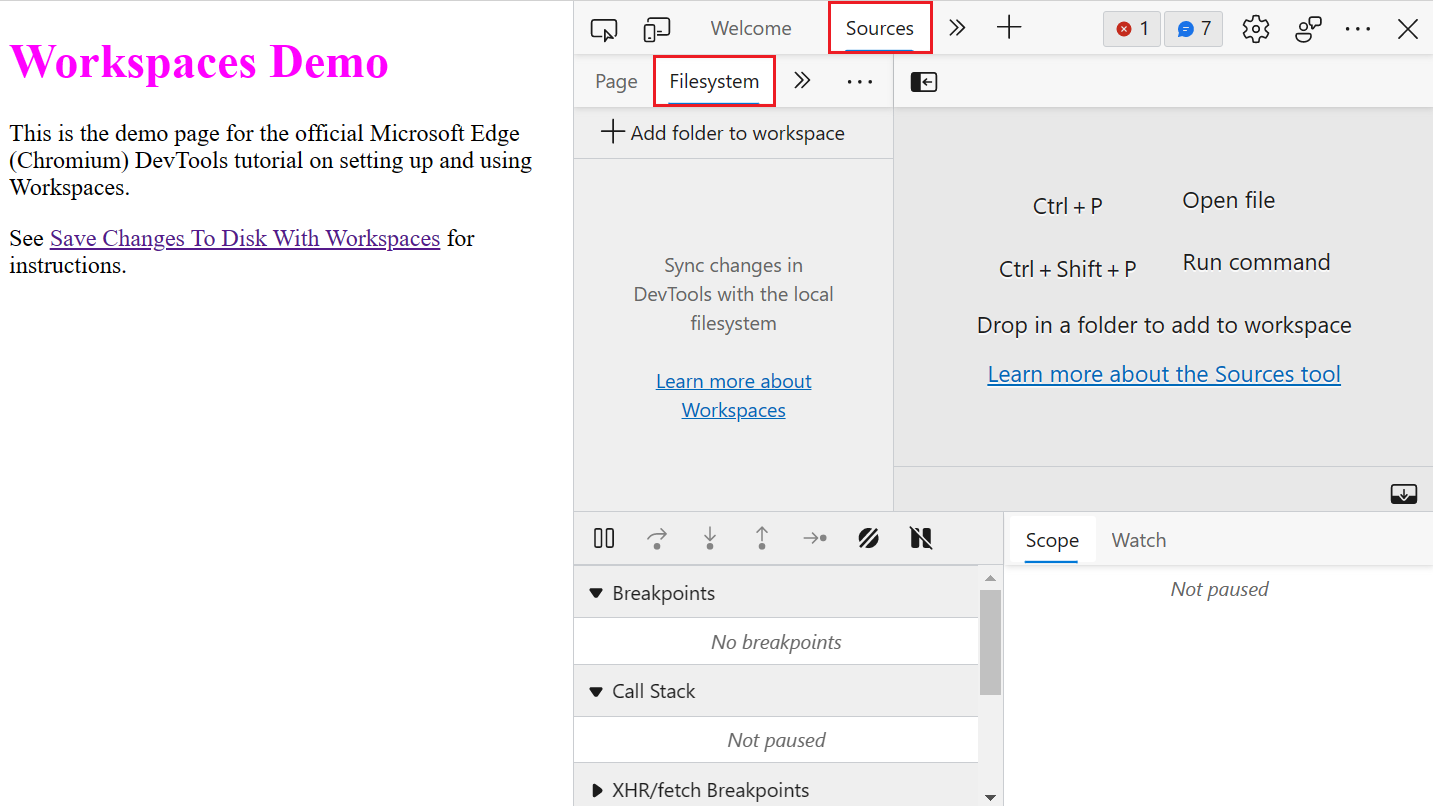 Workspaces Demo
This is the demo page for the official Microsoft Edge
(Chromium) DevTools tutorial on setting up and using
Workspaces.
See Save Changes To Disk With Workspaces for
instructions.
Welcome
Sources
1
7
Page
Filesystem
Add folder to workspace
Sync changes in
DevTools with the local
filesystem
Learn more about
Workspaces
Ctrl + P
Open file
Ctrl + Shift + P
Run command
Drop in a folder to add to workspace
Learn more about the Sources tool
Breakpoints
No breakpoints
Call Stack
Not paused
XHR/fetch Breakpoints
Scope
Watch
Not paused